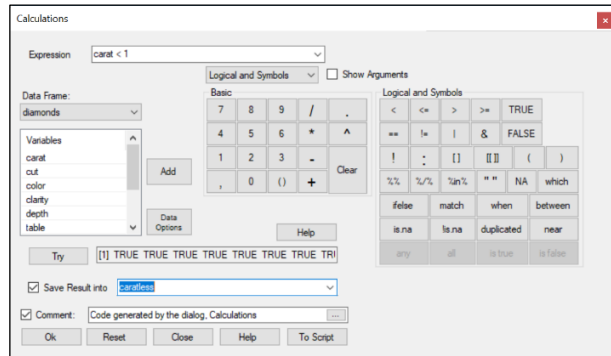 Calculations
Expression carat < 1
Logical and Symbols Show Arguments
Data Frame:
diamonds
Basic
Logical and Symbols
7 8 9 / .
< <= > >= TRUE
Variables
4 5 6 * ^
== != | & FALSE
carat
cut
color
clarity
depth
table
Add
1 2 3 - Clear
! : [ ] [[ ]] ( )
, 0 () +
%% %/% %in% " " NA which
ifelse match when between
Data Options
Help
is.na !is.na duplicated near
Try [1] TRUE TRUE TRUE TRUE TRUE TRUE TRU
any all is true is false
Save Result into caratless
Comment: Code generated by the dialog, Calculations ...
Ok Reset Close Help To Script